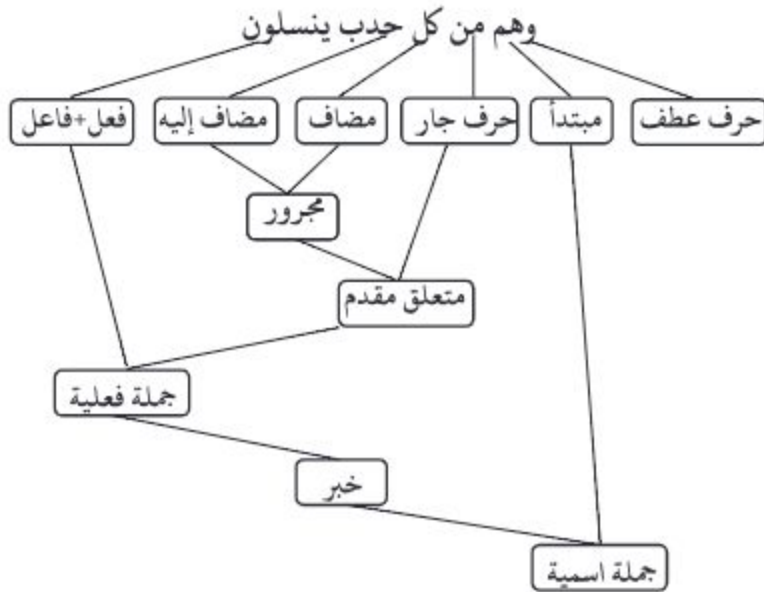 وهم من كل حدب ينسلون
حرف عطف
مبتدأ
حرف جار
مضاف
مضاف إليه
فعل+فاعل
مجرور
متعلق مقدم
جملة فعلية
خبر
جملة اسمية